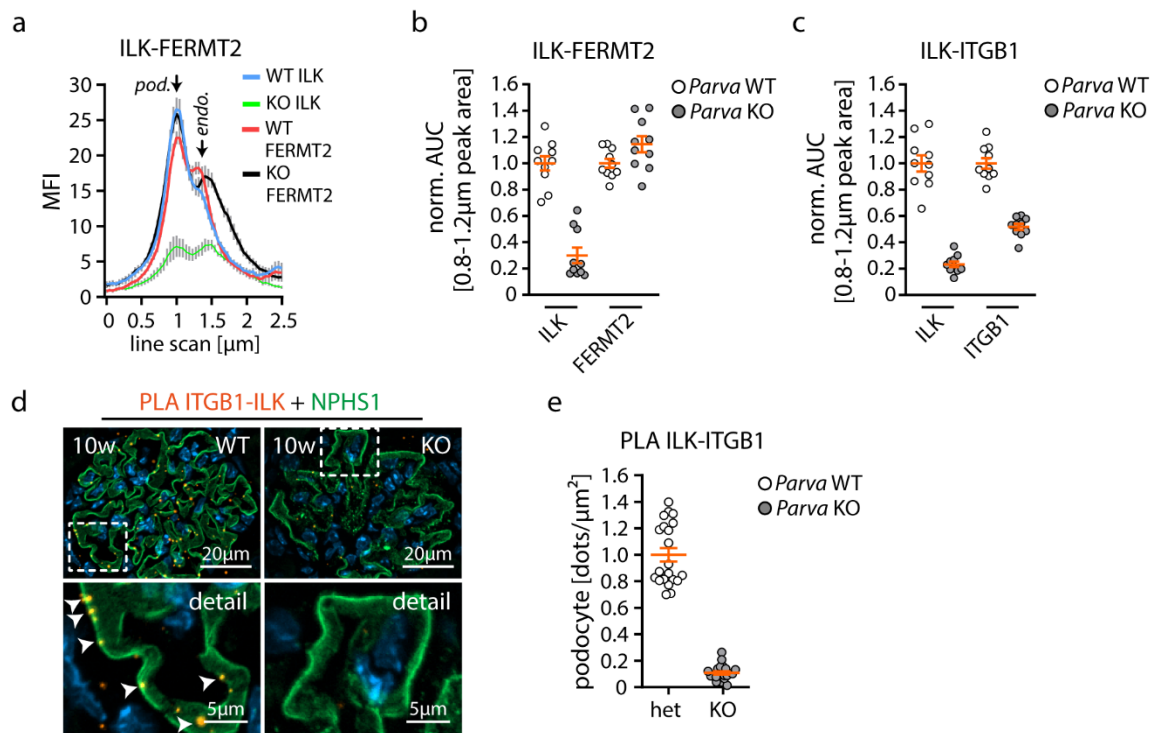 a
ILK-FERMT2
MFI
30
25
20
15
10
5
0
0
0.5
1
1.5
2
2.5
line scan [µm]
pod.
endo.
WT ILK
KO ILK
WT
FERMT2
KO
FERMT2
b
ILK-FERMT2
norm. AUC
[0.8-1.2µm peak area]
1.6
1.4
1.2
1.0
0.8
0.6
0.4
0.2
0
ILK
FERMT2
Parva WT
Parva KO
c
ILK-ITGB1
norm. AUC
[0.8-1.2µm peak area]
1.6
1.4
1.2
1.0
0.8
0.6
0.4
0.2
0
ILK
ITGB1
Parva WT
Parva KO
d
PLA ITGB1-ILK + NPHS1
10w WT
20µm
10w KO
20µm
detail
5µm
detail
5µm
e
PLA ILK-ITGB1
podocyte [dots/µm²]
1.6
1.4
1.2
1.0
0.8
0.6
0.4
0.2
0
het
KO
Parva WT
Parva KO